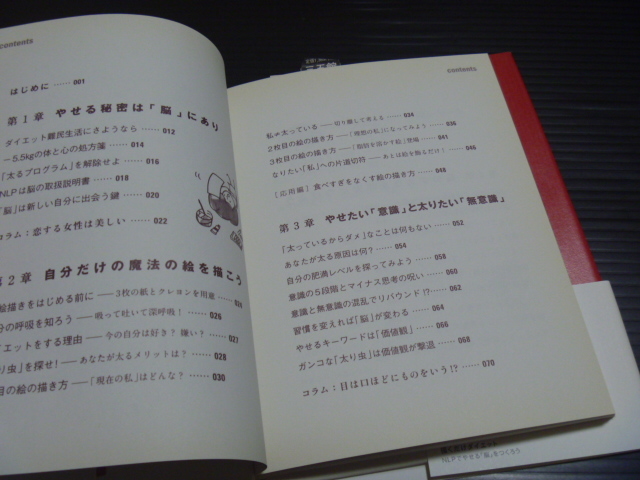 contents
はじめに …… 001
第1章 やせる秘密は「脳」にあり
ダイエット難民生活にさようなら …… 012
－5.5kgの体と心の処方箋 …… 014
「太るプログラム」を解除せよ …… 016
NLPは脳の取扱説明書 …… 018
「脳」は新しい自分に出会う鍵 …… 020
コラム：恋する女性は美しい …… 022
第2章 自分だけの魔法の絵を描こう
絵描きをはじめる前に ── 3枚の紙とクレヨンを用意
分の呼吸を知ろう ── 吸って吐いて深呼吸！ …… 026
イエットをする理由 ── 今の自分は好き？ 嫌い？ …… 027
り虫」を探せ！ ── あなたが太るメリットは？ …… 028
目の絵の描き方 ──「現在の私」はどんな？ …… 030
contents
私≠太っている ── 切り離して考える …… 034
2枚目の絵の描き方 ──「理想の私」になってみよう …… 036
3枚目の絵の描き方 ──「脂肪を溶かす絵」登場 …… 041
なりたい「私」への片道切符 ── あとは絵を飾るだけ！ …… 046
［応用編］食べすぎをなくす絵の描き方 …… 048
第3章 やせたい「意識」と太りたい「無意識」
「太っているからダメ」なことは何もない …… 052
あなたが太る原因は何？ …… 054
自分の肥満レベルを探ってみよう …… 058
意識の5段階とマイナス思考の呪い …… 060
意識と無意識の混乱でリバウンド !? …… 062
習慣を変えれば「脳」が変わる …… 064
やせるキーワードは「価値観」 …… 066
ガンコな「太り虫」は価値観が撃退 …… 068
コラム：目は口ほどにものをいう!? …… 070
NLPでやせる「脳」をつくろう